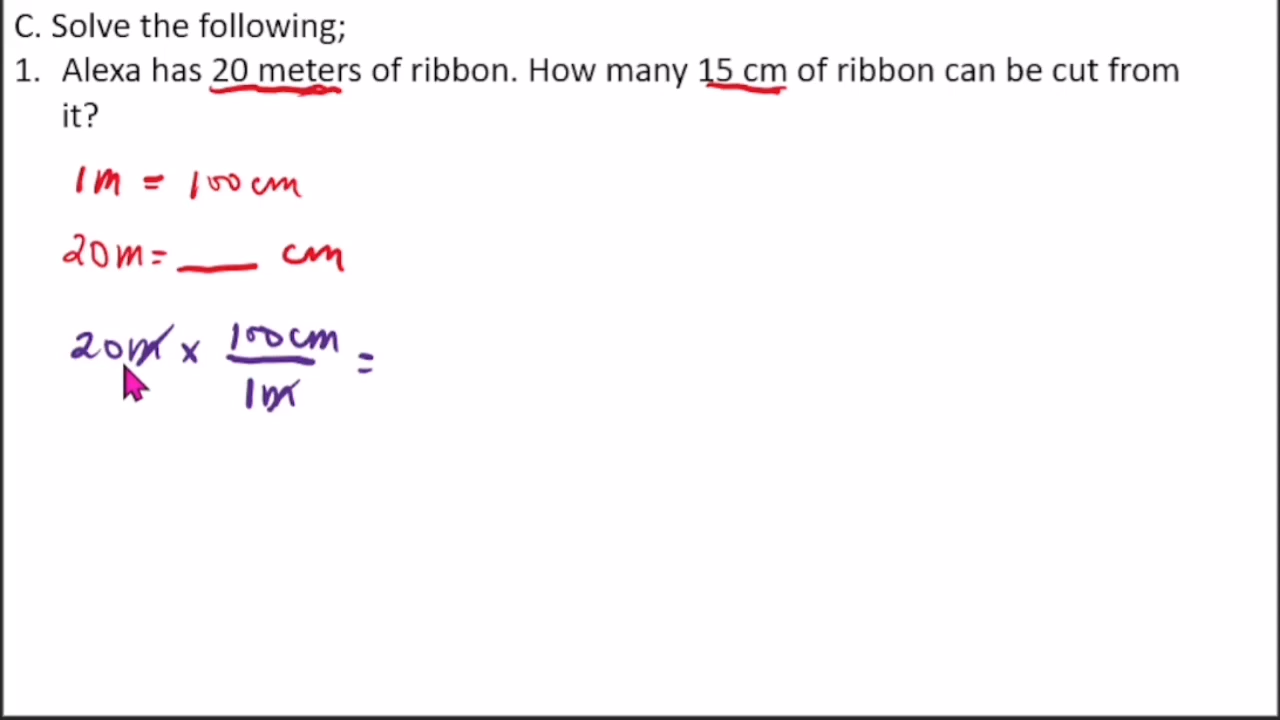 C. Solve the following;
1. Alexa has 20 meters of ribbon. How many 15 cm of ribbon can be cut from
it?
1m = 100cm
20m = ___ cm
20m x 100cm/1m =